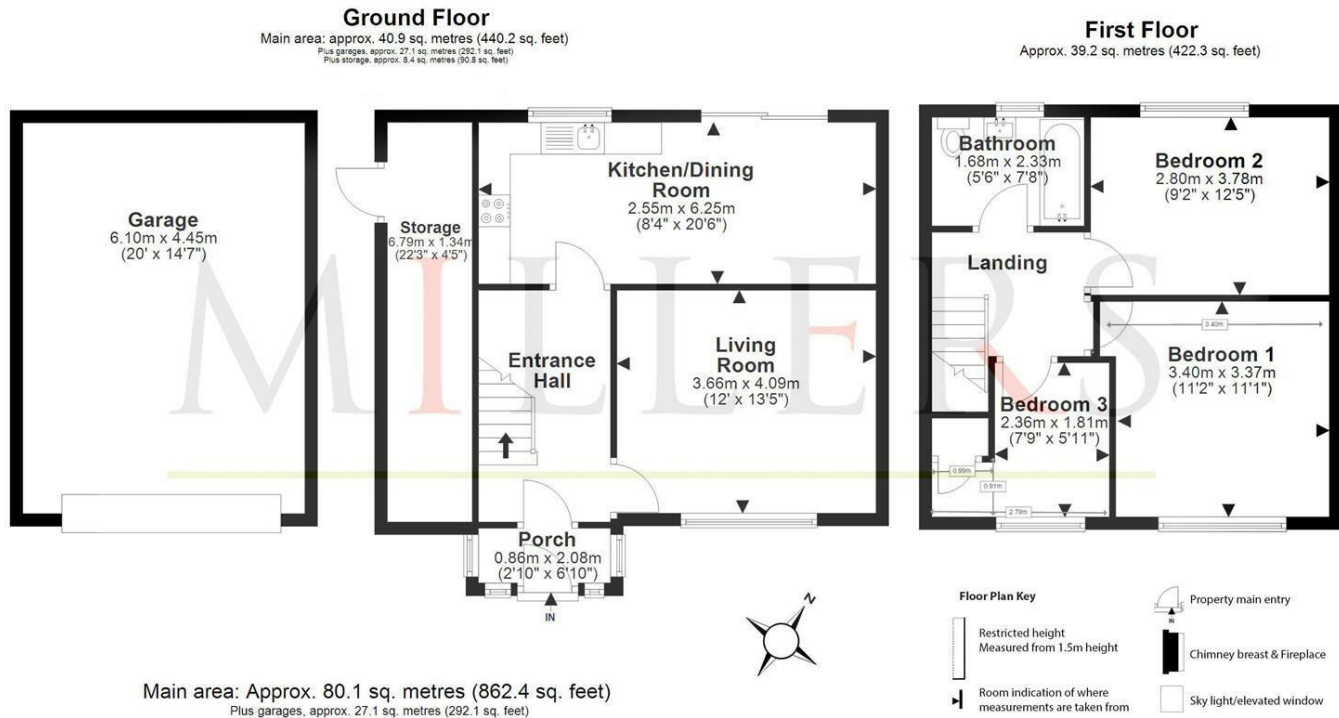 Ground Floor
Main area: approx. 40.9 sq. metres (440.2 sq. feet)
Plus garages, approx. 27.1 sq. metres (292.1 sq. feet)
Plus storage, approx. 8.4 sq. metres (90.8 sq. feet)
First Floor
Approx. 39.2 sq. metres (422.3 sq. feet)
Garage
6.10m x 4.45m
(20' x 14'7")
Storage
6.79m x 1.34m
(22'3" x 4'5")
Kitchen/Dining
Room
2.55m x 6.25m
(8'4" x 20'6")
Entrance
Hall
Living
Room
3.66m x 4.09m
(12' x 13'5")
Porch
0.86m x 2.08m
(2'10" x 6'10")
IN
Bathroom
1.68m x 2.33m
(5'6" x 7'8")
Bedroom 2
2.80m x 3.78m
(9'2" x 12'5")
Landing
3.40m
Bedroom 1
3.40m x 3.37m
(11'2" x 11'1")
Bedroom 3
2.36m x 1.81m
(7'9" x 5'11")
0.99m
0.91m
2.79m
MILLERS
N
Floor Plan Key
Restricted height
Measured from 1.5m height
Room indication of where
measurements are taken from
Property main entry
IN
Chimney breast & Fireplace
Sky light/elevated window
Main area: Approx. 80.1 sq. metres (862.4 sq. feet)
Plus garages, approx. 27.1 sq. metres (292.1 sq. feet)